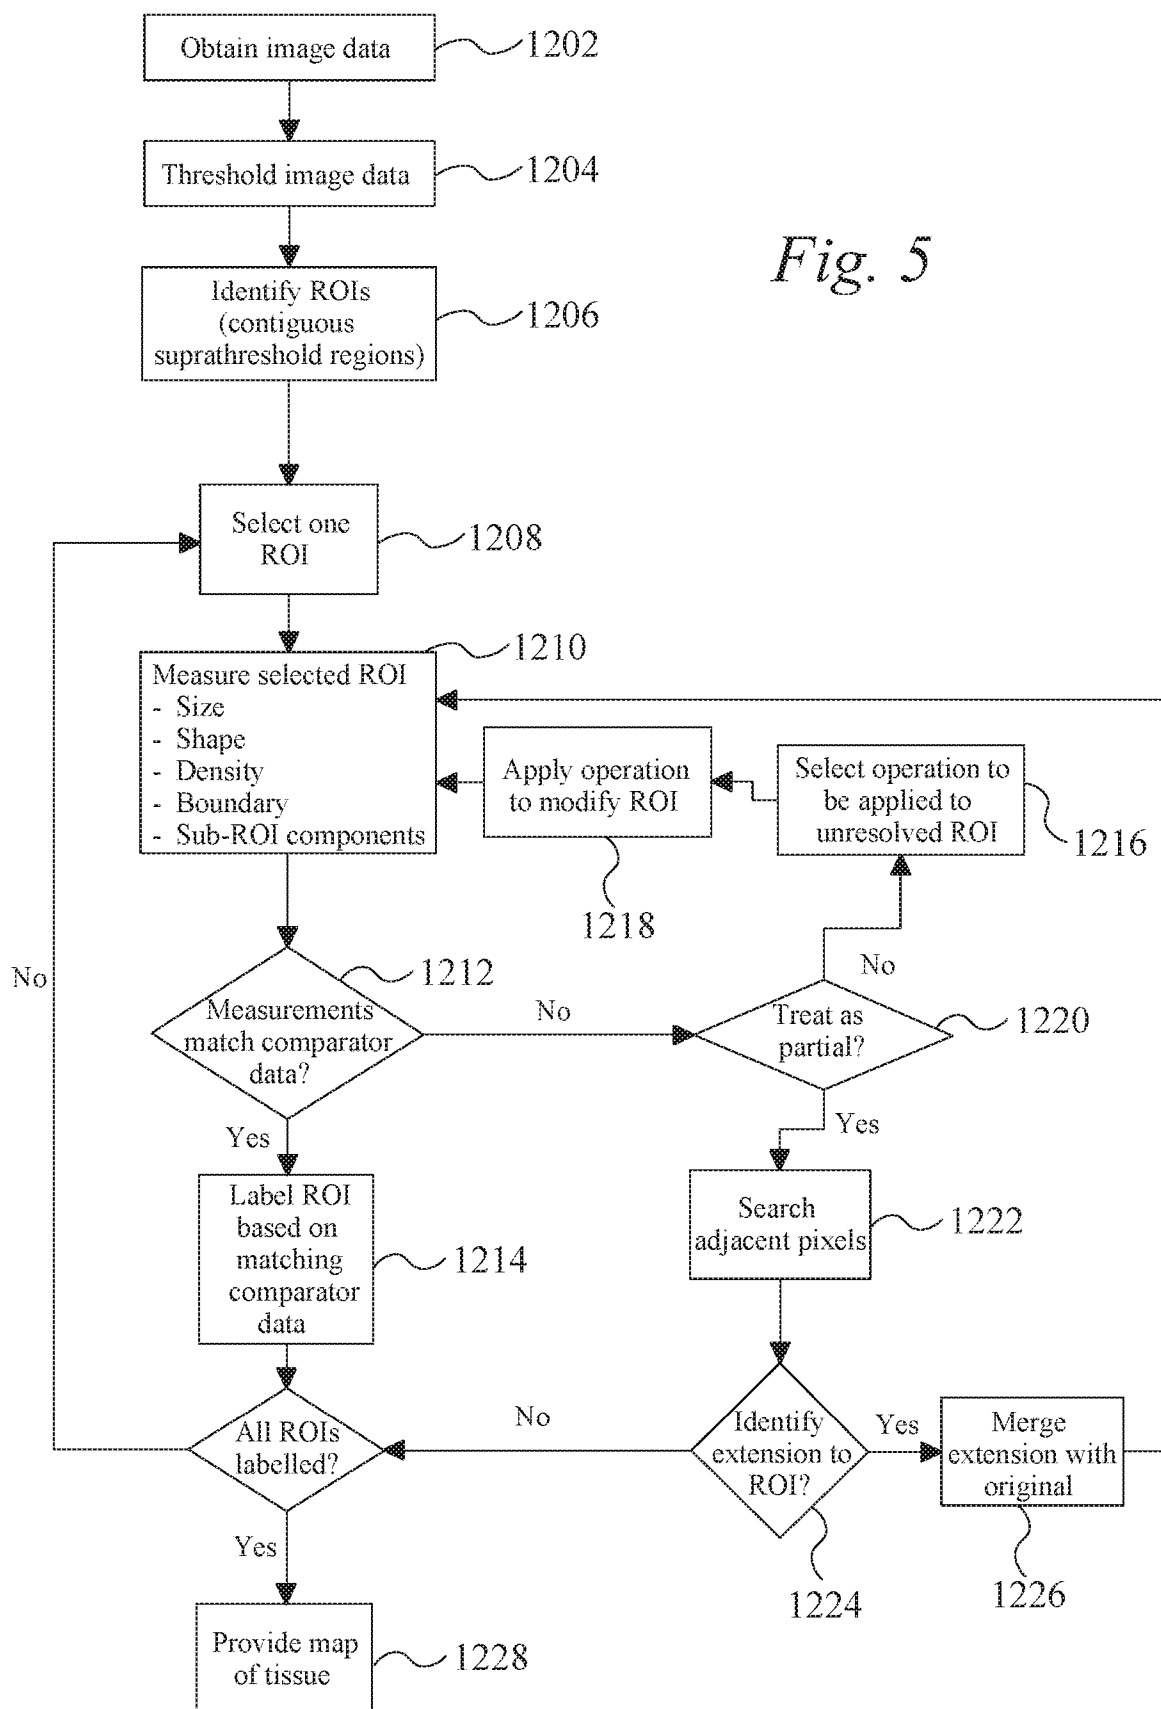 Obtain image data
1202
Threshold image data
1204
Fig. 5
Identify ROIs
(contiguous
suprathreshold regions)
1206
Select one
ROI
1208
1210
Measure selected ROI
- Size
- Shape
- Density
- Boundary
- Sub-ROI components
Apply operation
to modify ROI
1218
Select operation to
be applied to
unresolved ROI
1216
No
1212
Measurements
match comparator
data?
No
No
Treat as
partial?
1220
Yes
Yes
Label ROI
based on
matching
comparator
data
1214
Search
adjacent pixels
1222
All ROIs
labelled?
No
Identify
extension to
ROI?
1224
Yes
Merge
extension with
original
1226
Yes
Provide map
of tissue
1228